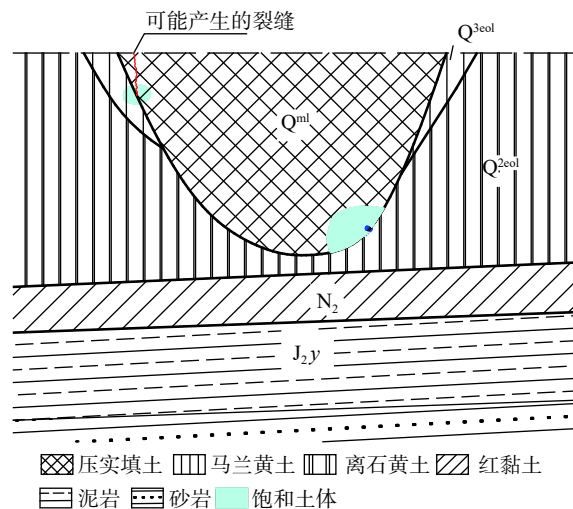 可能产生的裂缝
Q³ᵉᵒˡ
Qᵐˡ
Q²ᵉᵒˡ
N₂
J₂y
压实填土 马兰黄土 离石黄土 红黏土
泥岩 砂岩 饱和土体